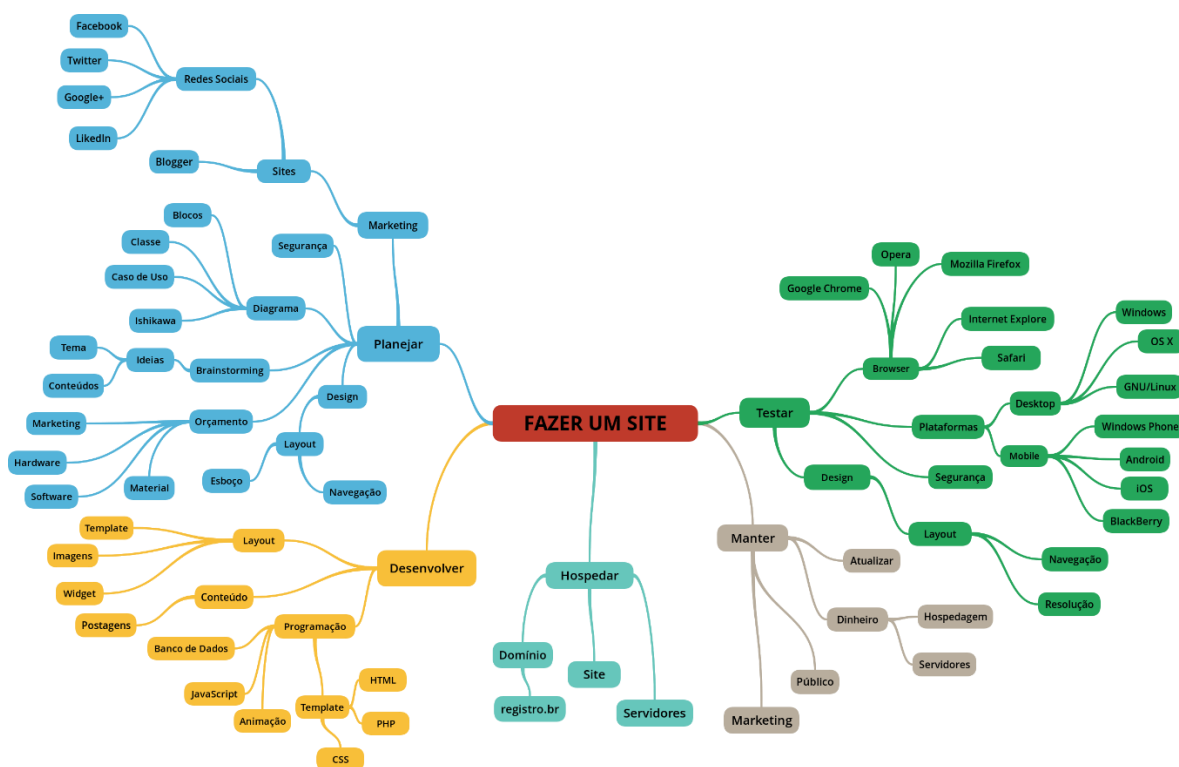 FAZER UM SITE
Planejar
Marketing
Sites
Redes Sociais
Facebook
Twitter
Google+
LikedIn
Blogger
Segurança
Diagrama
Blocos
Classe
Caso de Uso
Ishikawa
Brainstorming
Ideias
Tema
Conteúdos
Orçamento
Marketing
Hardware
Software
Material
Design
Layout
Esboço
Navegação
Desenvolver
Layout
Template
Imagens
Widget
Conteúdo
Postagens
Programação
Banco de Dados
JavaScript
Animação
Template
HTML
PHP
CSS
Hospedar
Domínio
registro.br
Site
Servidores
Manter
Atualizar
Dinheiro
Hospedagem
Servidores
Público
Marketing
Testar
Browser
Google Chrome
Opera
Mozilla Firefox
Internet Explore
Safari
Plataformas
Desktop
Windows
OS X
GNU/Linux
Mobile
Windows Phone
Android
iOS
BlackBerry
Segurança
Design
Layout
Navegação
Resolução